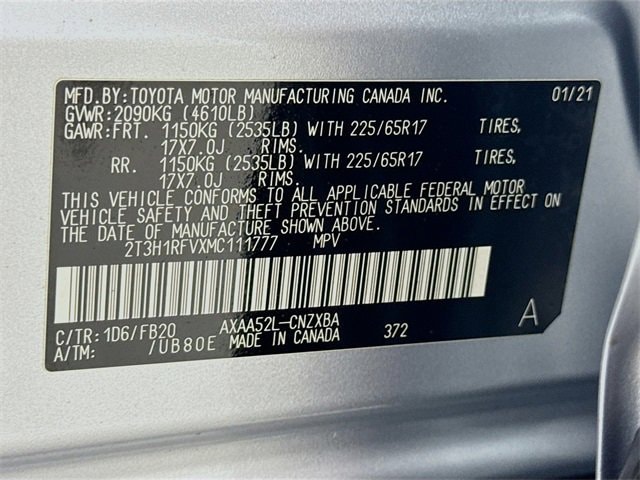 MFD.BY:TOYOTA MOTOR MANUFACTURING CANADA INC. 01/21
GVWR:2090KG (4610LB)
GAWR:FRT. 1150KG (2535LB) WITH 225/65R17 TIRES,
17X7.0J RIMS.
RR. 1150KG (2535LB) WITH 225/65R17 TIRES,
17X7.0J RIMS.
THIS VEHICLE CONFORMS TO ALL APPLICABLE FEDERAL MOTOR
VEHICLE SAFETY AND THEFT PREVENTION STANDARDS IN EFFECT ON
THE DATE OF MANUFACTURE SHOWN ABOVE.
2T3H1RFVXMC111777 MPV
C/TR:1D6/FB20 AXAA52L-CNZXBA 372 A
A/TM: /UB80E MADE IN CANADA